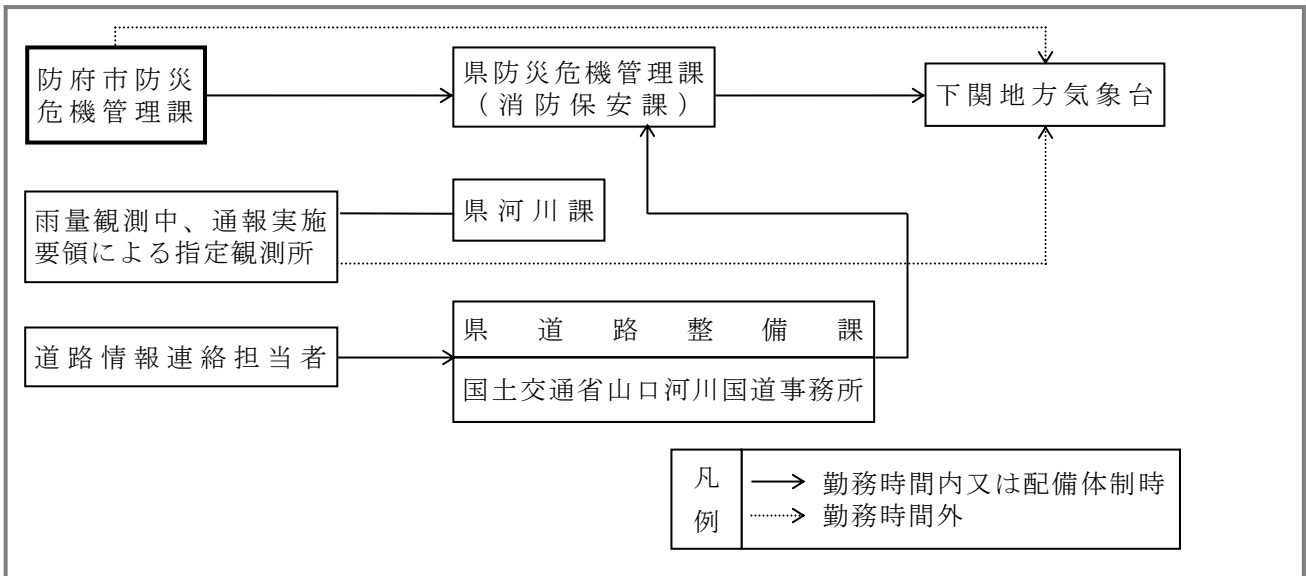 防府市防災
危機管理課
県防災危機管理課
（消防保安課）
下関地方気象台
雨量観測中、通報実施
要領による指定観測所
県河川課
道路情報連絡担当者
県道路整備課
国土交通省山口河川国道事務所
凡例
勤務時間内又は配備体制時
勤務時間外